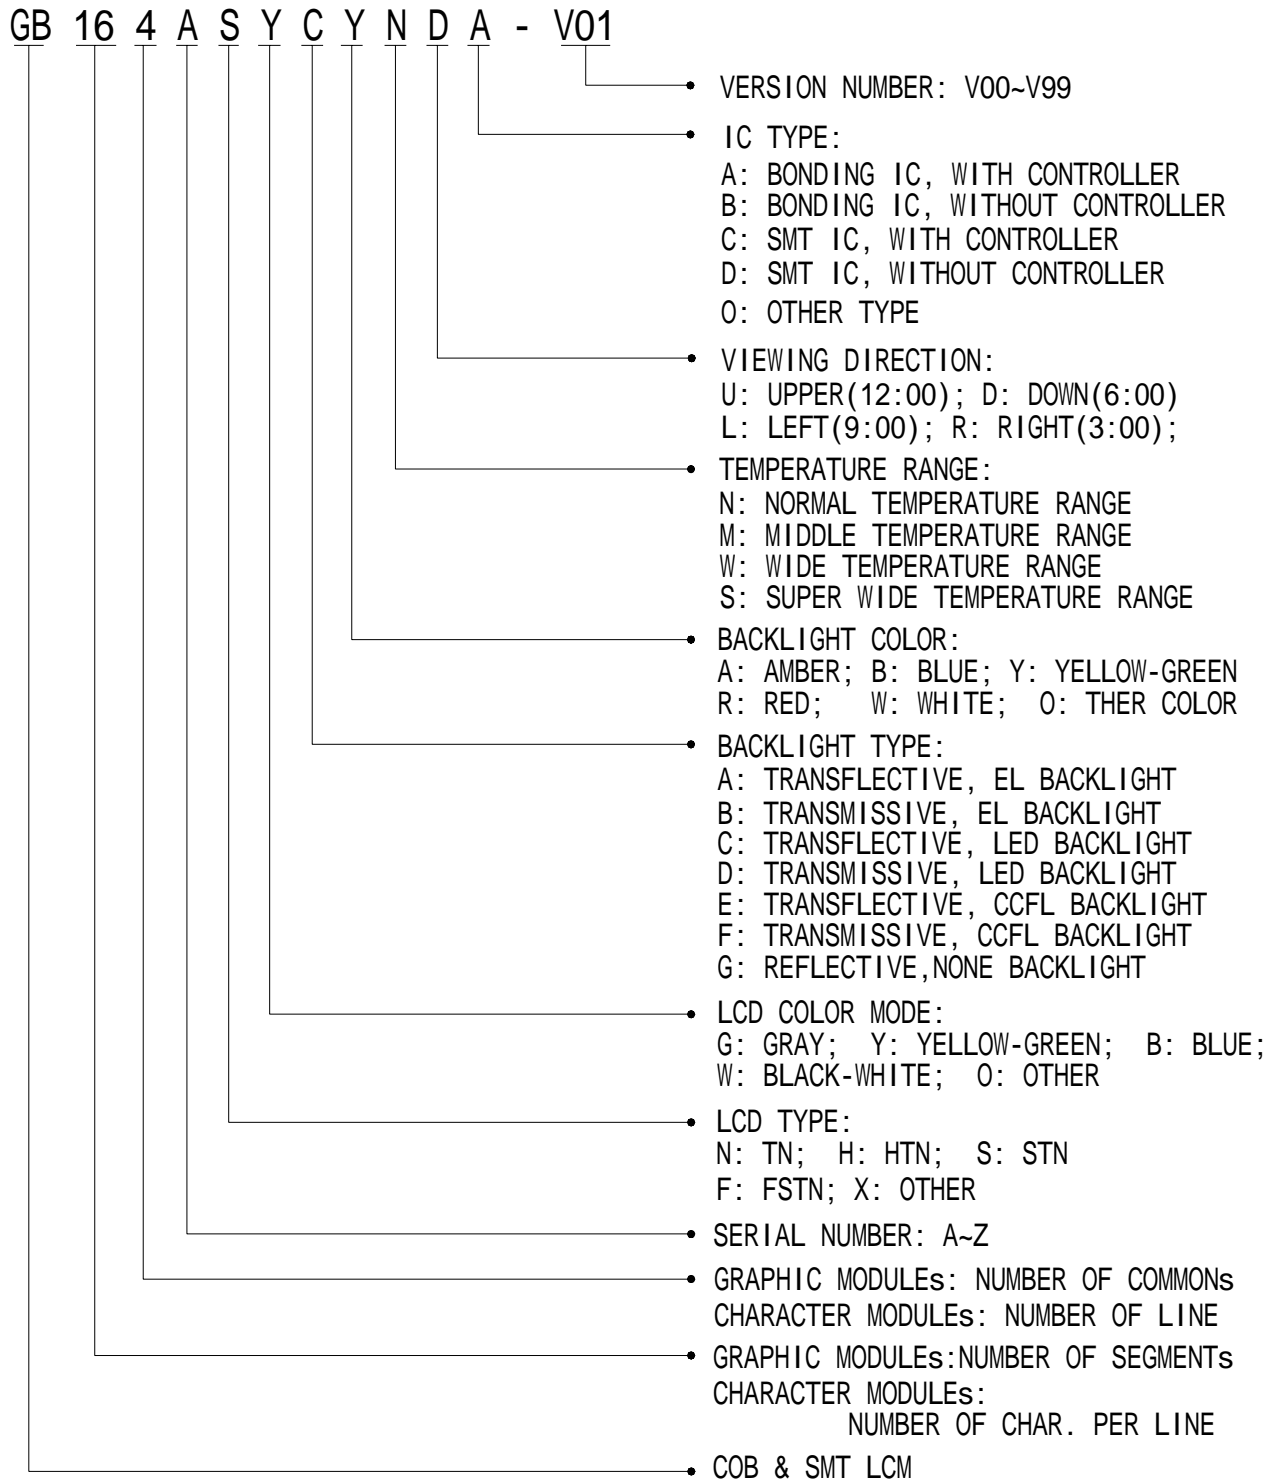 GB 16 4 A S Y C Y N D A - V01
VERSION NUMBER: V00~V99
IC TYPE:
A: BONDING IC, WITH CONTROLLER
B: BONDING IC, WITHOUT CONTROLLER
C: SMT IC, WITH CONTROLLER
D: SMT IC, WITHOUT CONTROLLER
O: OTHER TYPE
VIEWING DIRECTION:
U: UPPER(12:00); D: DOWN(6:00)
L: LEFT(9:00); R: RIGHT(3:00);
TEMPERATURE RANGE:
N: NORMAL TEMPERATURE RANGE
M: MIDDLE TEMPERATURE RANGE
W: WIDE TEMPERATURE RANGE
S: SUPER WIDE TEMPERATURE RANGE
BACKLIGHT COLOR:
A: AMBER; B: BLUE; Y: YELLOW-GREEN
R: RED; W: WHITE; O: THER COLOR
BACKLIGHT TYPE:
A: TRANSFLECTIVE, EL BACKLIGHT
B: TRANSMISSIVE, EL BACKLIGHT
C: TRANSFLECTIVE, LED BACKLIGHT
D: TRANSMISSIVE, LED BACKLIGHT
E: TRANSFLECTIVE, CCFL BACKLIGHT
F: TRANSMISSIVE, CCFL BACKLIGHT
G: REFLECTIVE,NONE BACKLIGHT
LCD COLOR MODE:
G: GRAY; Y: YELLOW-GREEN; B: BLUE;
W: BLACK-WHITE; O: OTHER
LCD TYPE:
N: TN; H: HTN; S: STN
F: FSTN; X: OTHER
SERIAL NUMBER: A~Z
GRAPHIC MODULEs: NUMBER OF COMMONs
CHARACTER MODULEs: NUMBER OF LINE
GRAPHIC MODULEs:NUMBER OF SEGMENTs
CHARACTER MODULEs:
NUMBER OF CHAR. PER LINE
COB & SMT LCM